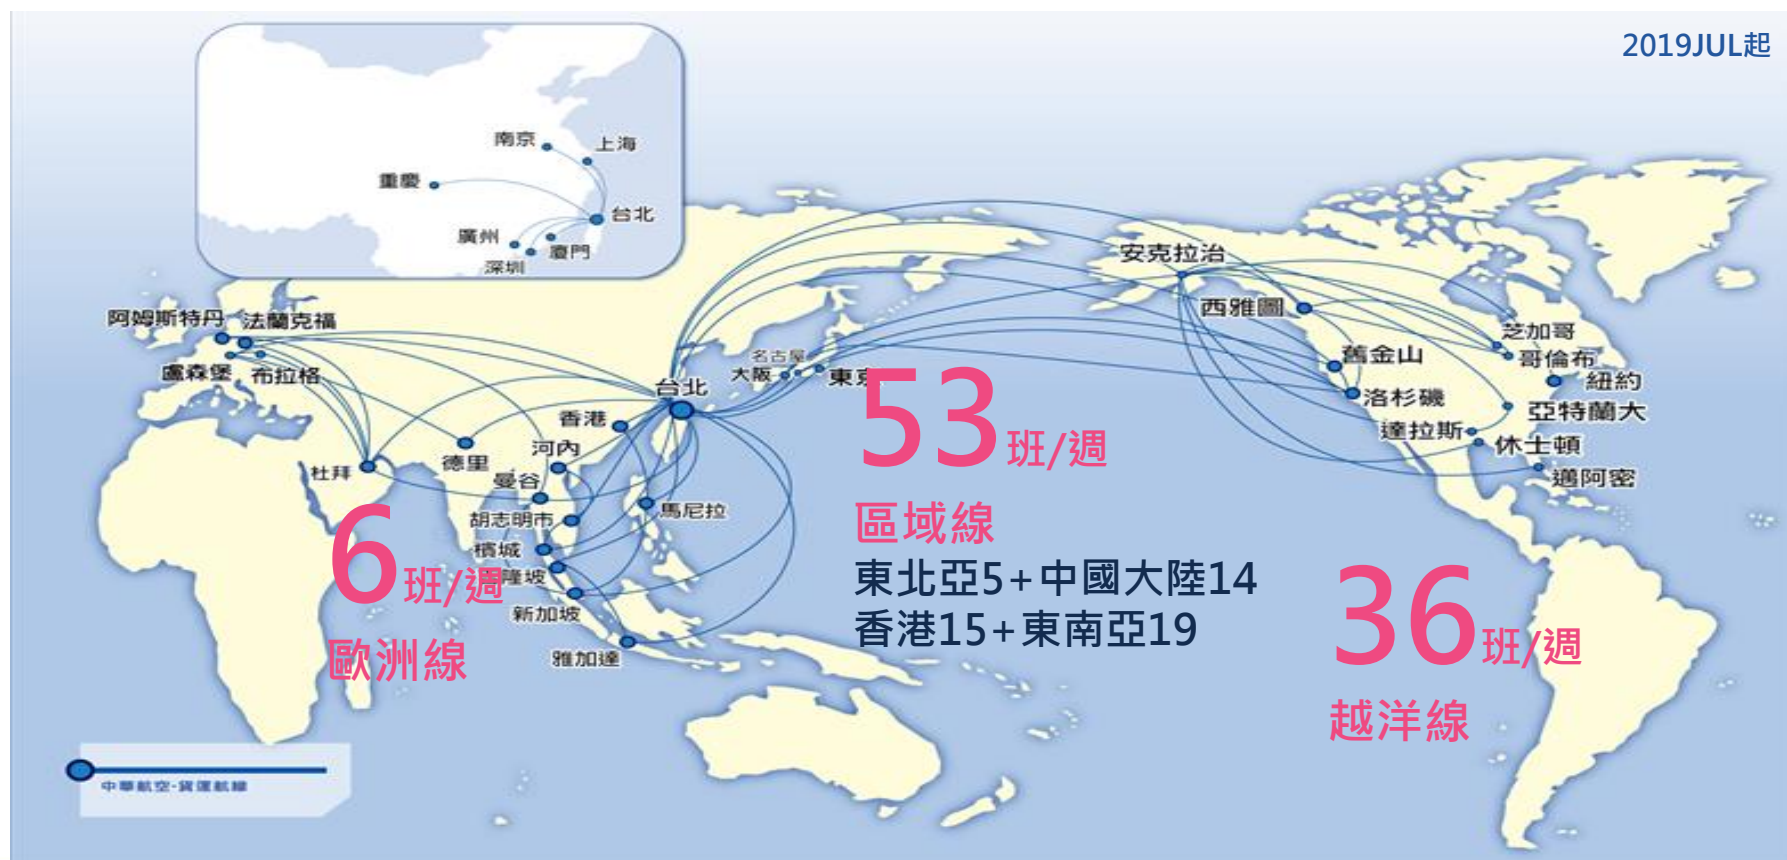 2019JUL起
南京
上海
重慶
台北
廣州
廈門
深圳
安克拉治
西雅圖
阿姆斯特丹
法蘭克福
芝加哥
名古屋
舊金山
哥倫布
盧森堡
布拉格
大阪
東京
台北
紐約
洛杉磯
香港
亞特蘭大
53班/週
達拉斯
河內
休士頓
德里
杜拜
曼谷
邁阿密
馬尼拉
胡志明市
區域線
檳城
6班/週
隆坡
東北亞5+中國大陸14
新加坡
香港15+東南亞19
36班/週
歐洲線
雅加達
越洋線
中華航空-貨運航線